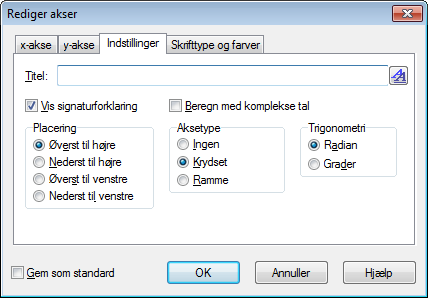 Rediger akser
x-akse y-akse Indstillinger Skrifttype og farver
Titel:
Vis signaturforklaring Beregn med komplekse tal
Placering Aksetype Trigonometri
Øverst til højre Ingen Radian
Nederst til højre Krydset Grader
Øverst til venstre Ramme
Nederst til venstre
Gem som standard OK Annuller Hjælp